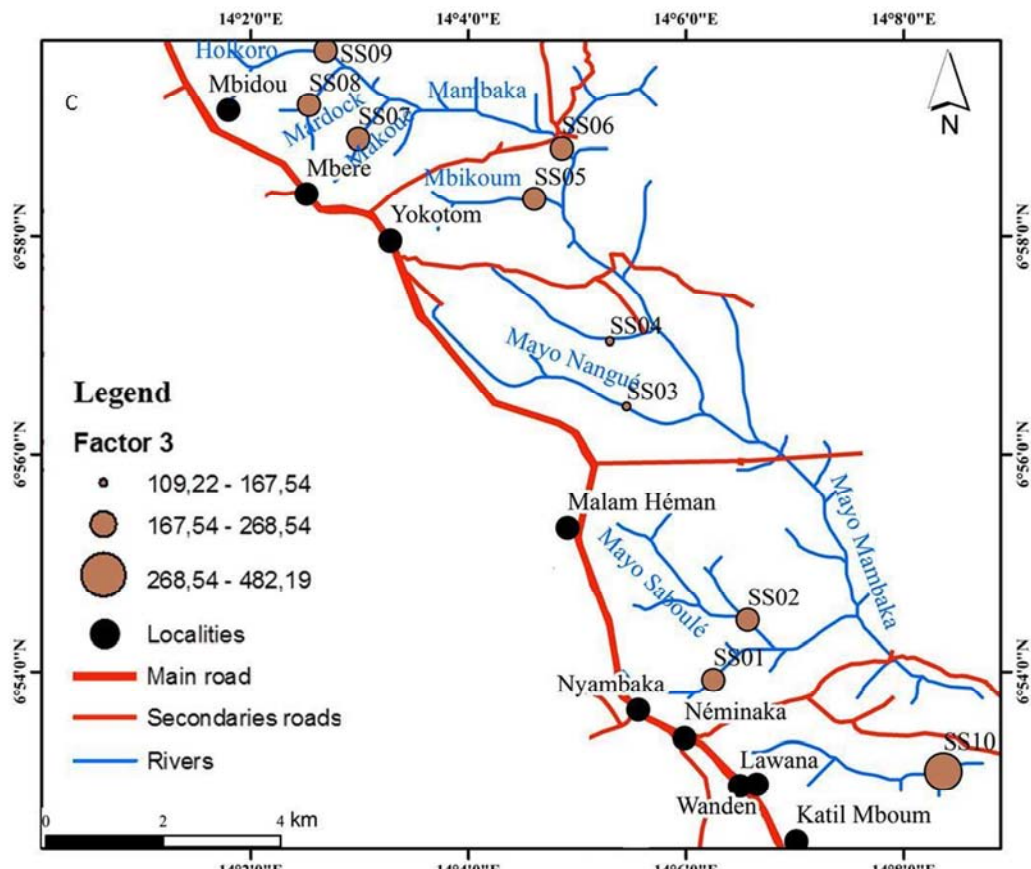 14°2'0"E
14°4'0"E
14°6'0"E
14°8'0"E
C
N
Holkoro
SS09
Mbidou
SS08
Mardock
SS07
Makoue
Mambaka
SS06
Mbere
Mbikoum
SS05
Yokotom
6°58'0"N
6°58'0"N
SS04
Mayo Nangué
SS03
Legend
Factor 3
109,22 - 167,54
167,54 - 268,54
268,54 - 482,19
Localities
Main road
Secondaries roads
Rivers
6°56'0"N
6°56'0"N
Malam Héman
Mayo Mambaka
Mayo Saboulé
SS02
SS01
6°54'0"N
6°54'0"N
Nyambaka
Néminaka
SS10
Lawana
Wanden
Katil Mboum
0 2 4 km